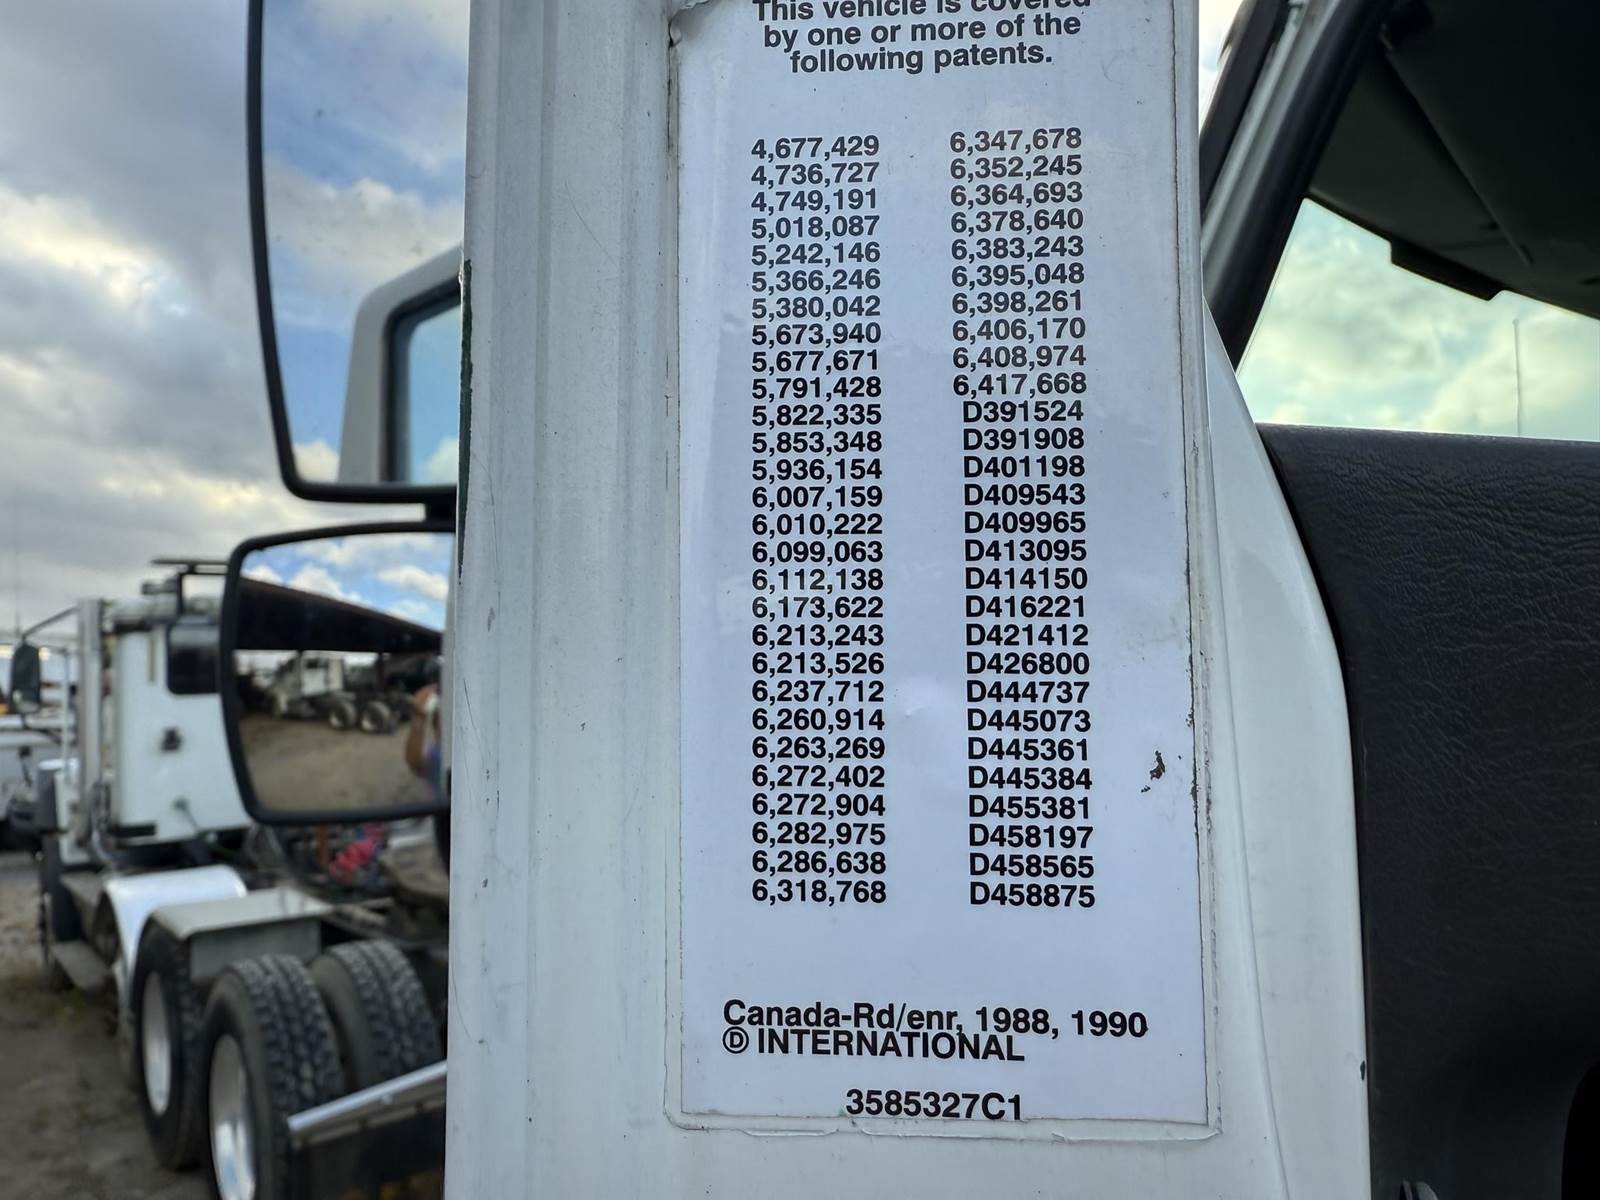 This vehicle is covered
by one or more of the
following patents.
4,677,429 6,347,678
4,736,727 6,352,245
4,749,191 6,364,693
5,018,087 6,378,640
5,242,146 6,383,243
5,366,246 6,395,048
5,380,042 6,398,261
5,673,940 6,406,170
5,677,671 6,408,974
5,791,428 6,417,668
5,822,335 D391524
5,853,348 D391908
5,936,154 D401198
6,007,159 D409543
6,010,222 D409965
6,099,063 D413095
6,112,138 D414150
6,173,622 D416221
6,213,243 D421412
6,213,526 D426800
6,237,712 D444737
6,260,914 D445073
6,263,269 D445361
6,272,402 D445384
6,272,904 D455381
6,282,975 D458197
6,286,638 D458565
6,318,768 D458875
Canada-Rd/enr, 1988, 1990
Ⓓ INTERNATIONAL
3585327C1